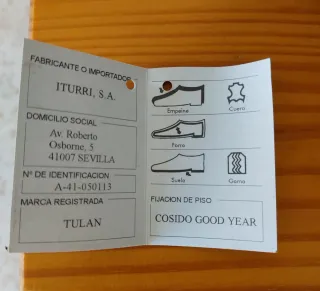 FABRICANTE O IMPORTADOR
ITURRI, S.A.
DOMICILIO SOCIAL
Av. Roberto
Osborne, 5
41007 SEVILLA
Nº DE IDENTIFICACION
A-41-050113
MARCA REGISTRADA
TULAN
Empeine Cuero
Forro
Suela Goma
FIJACION DE PISO
COSIDO GOOD YEAR